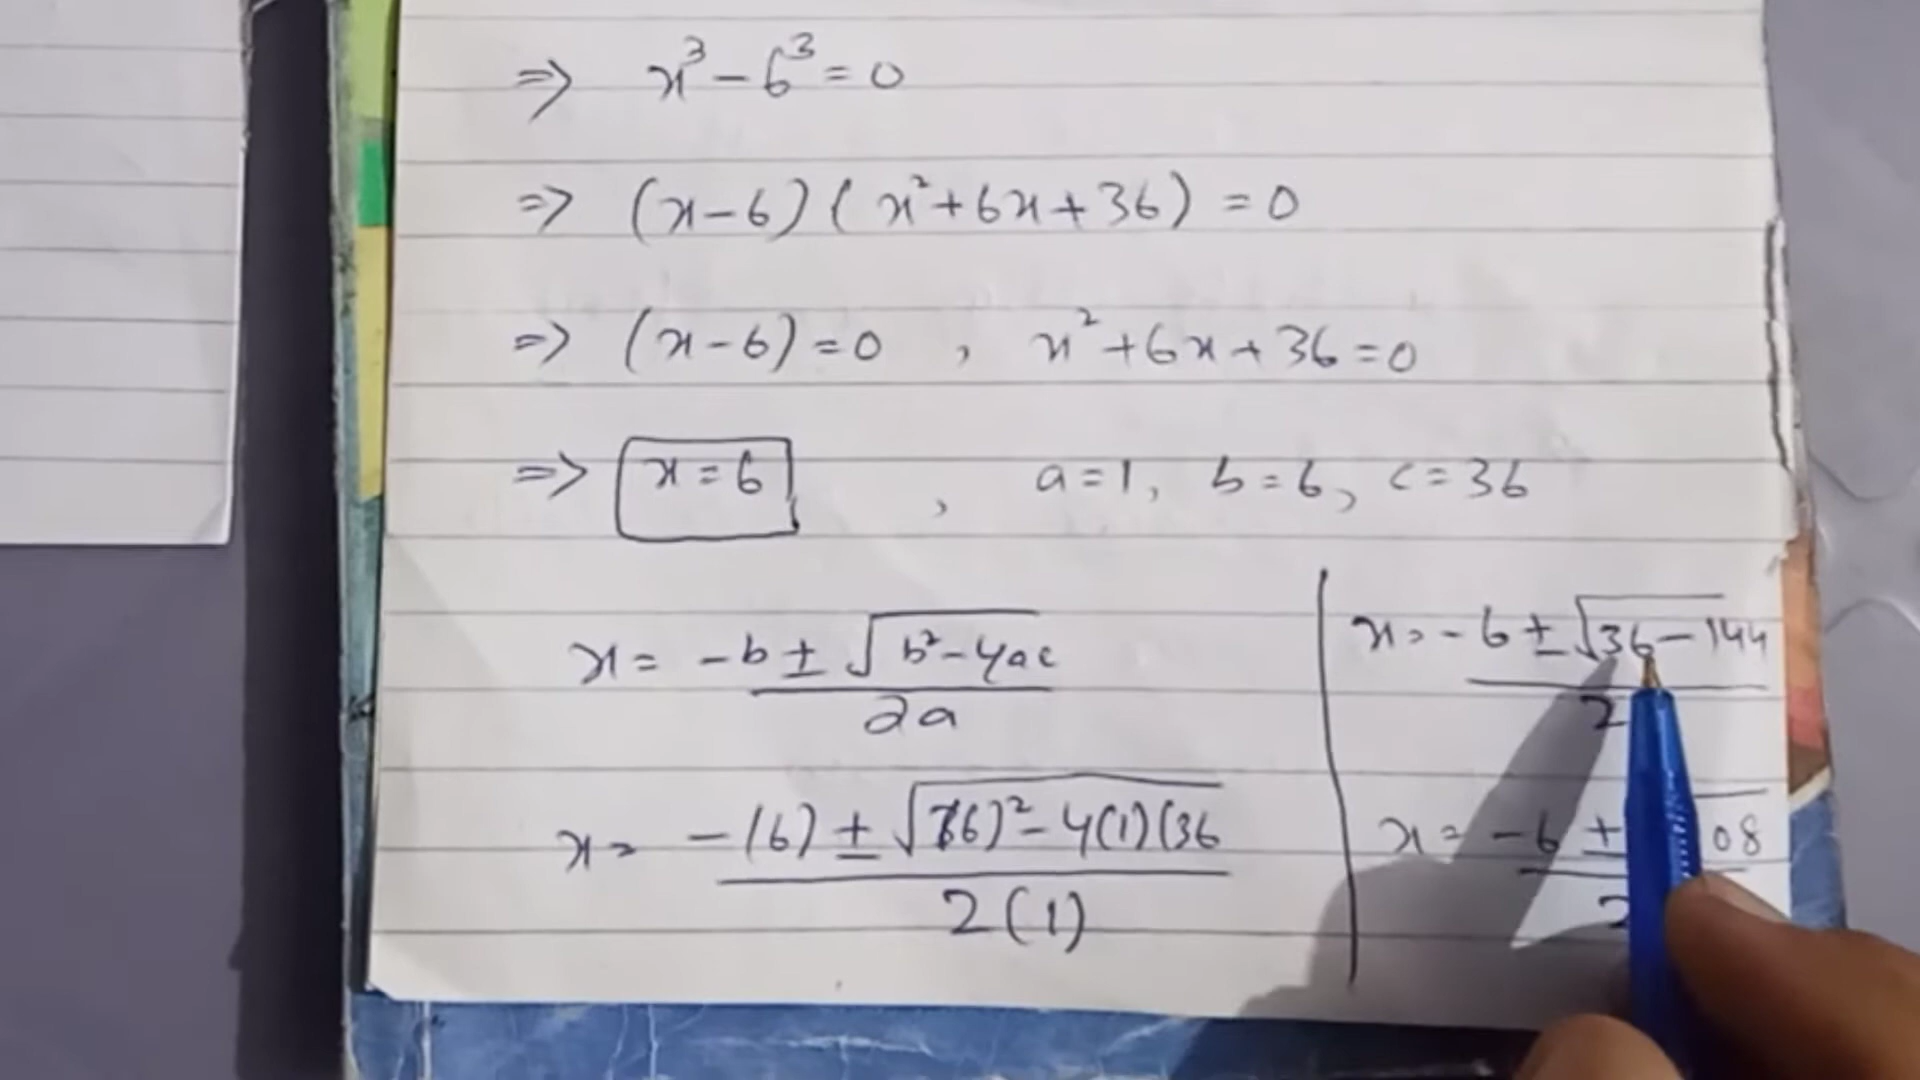 => x³ - 6³ = 0
=> (x-6) ( x²+6x+36) = 0
=> (x-6) = 0 , x²+6x+36=0
=> x = 6 , a=1, b=6, c=36
x = -b ± √b²-4ac
2a
x = -(6) ± √(6)²-4(1)(36
2(1)
x = -6 ± √36-144
2
x = -6 ± 08
2